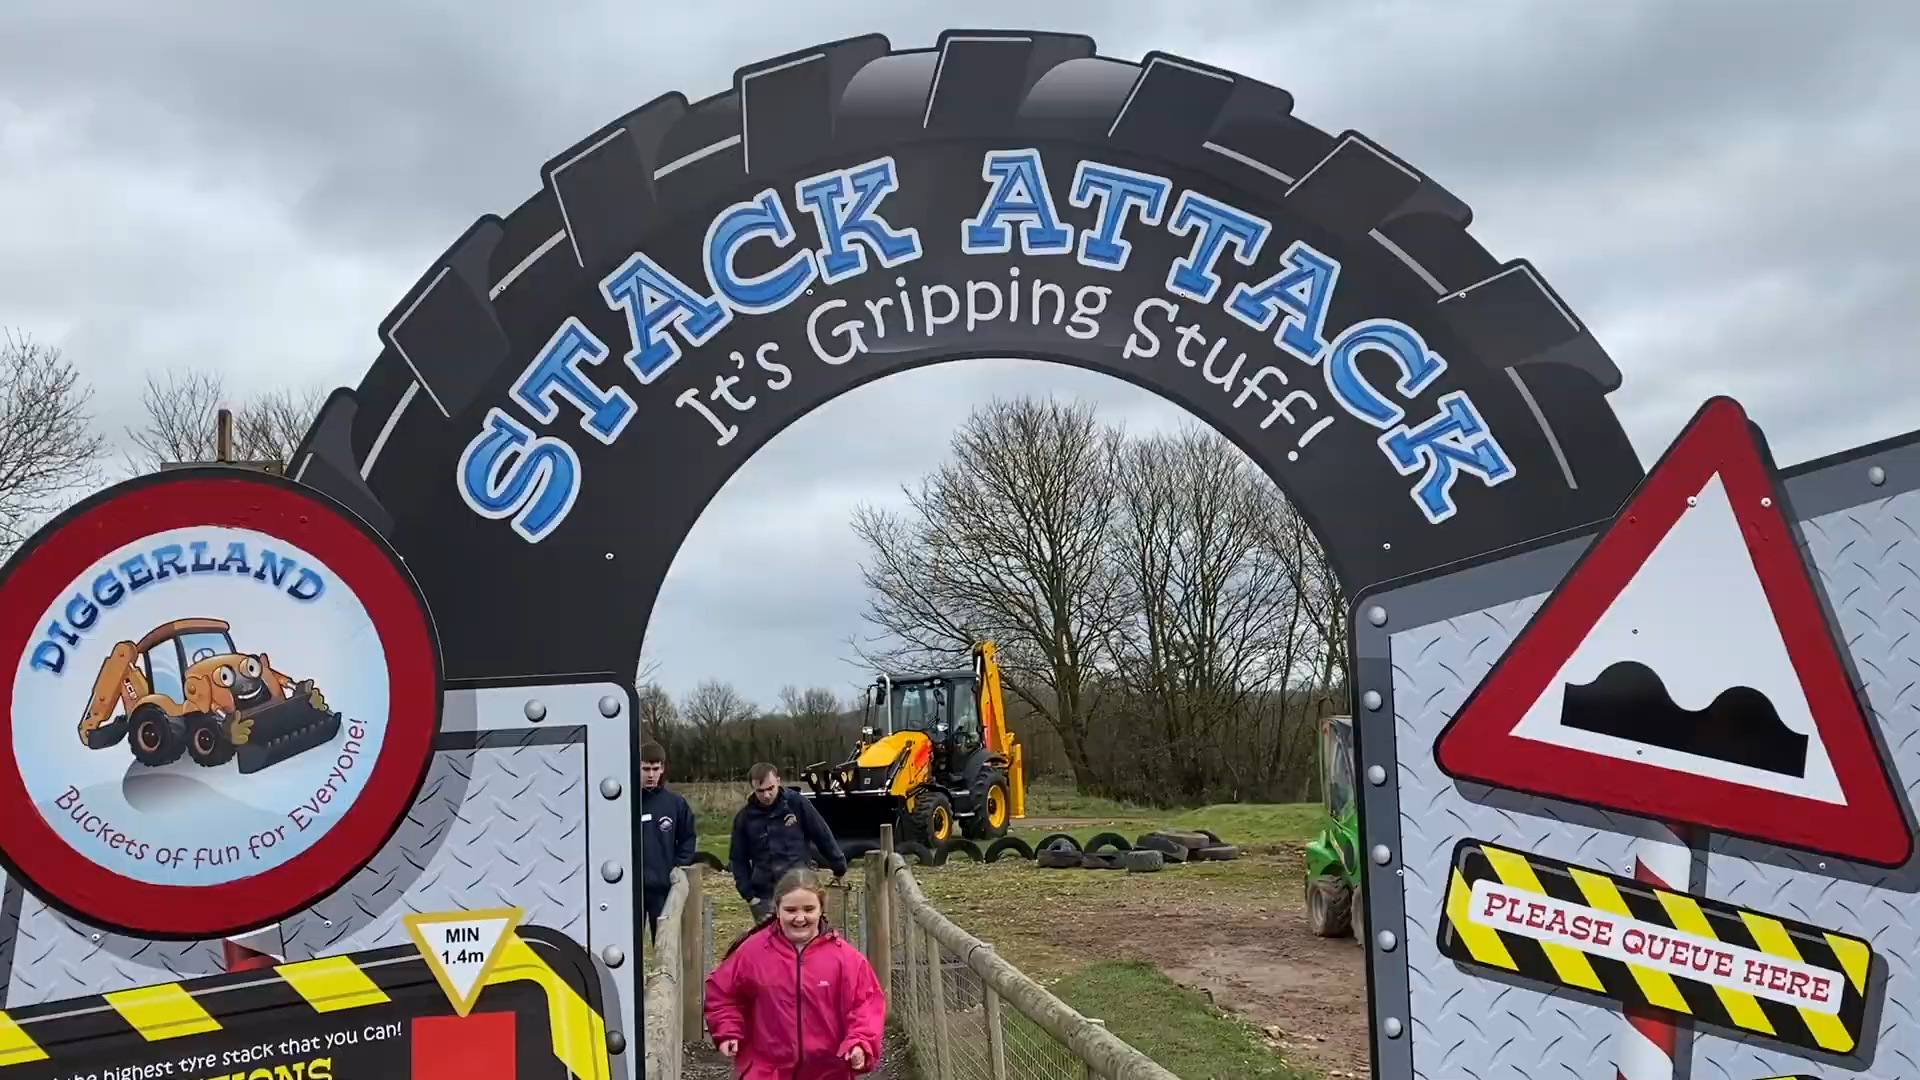 STACK ATTACK
It's Gripping Stuff!
DIGGERLAND
JCB
Buckets of fun for Everyone!
MIN
1.4m
highest tyre stack that you can!
PLEASE QUEUE HERE